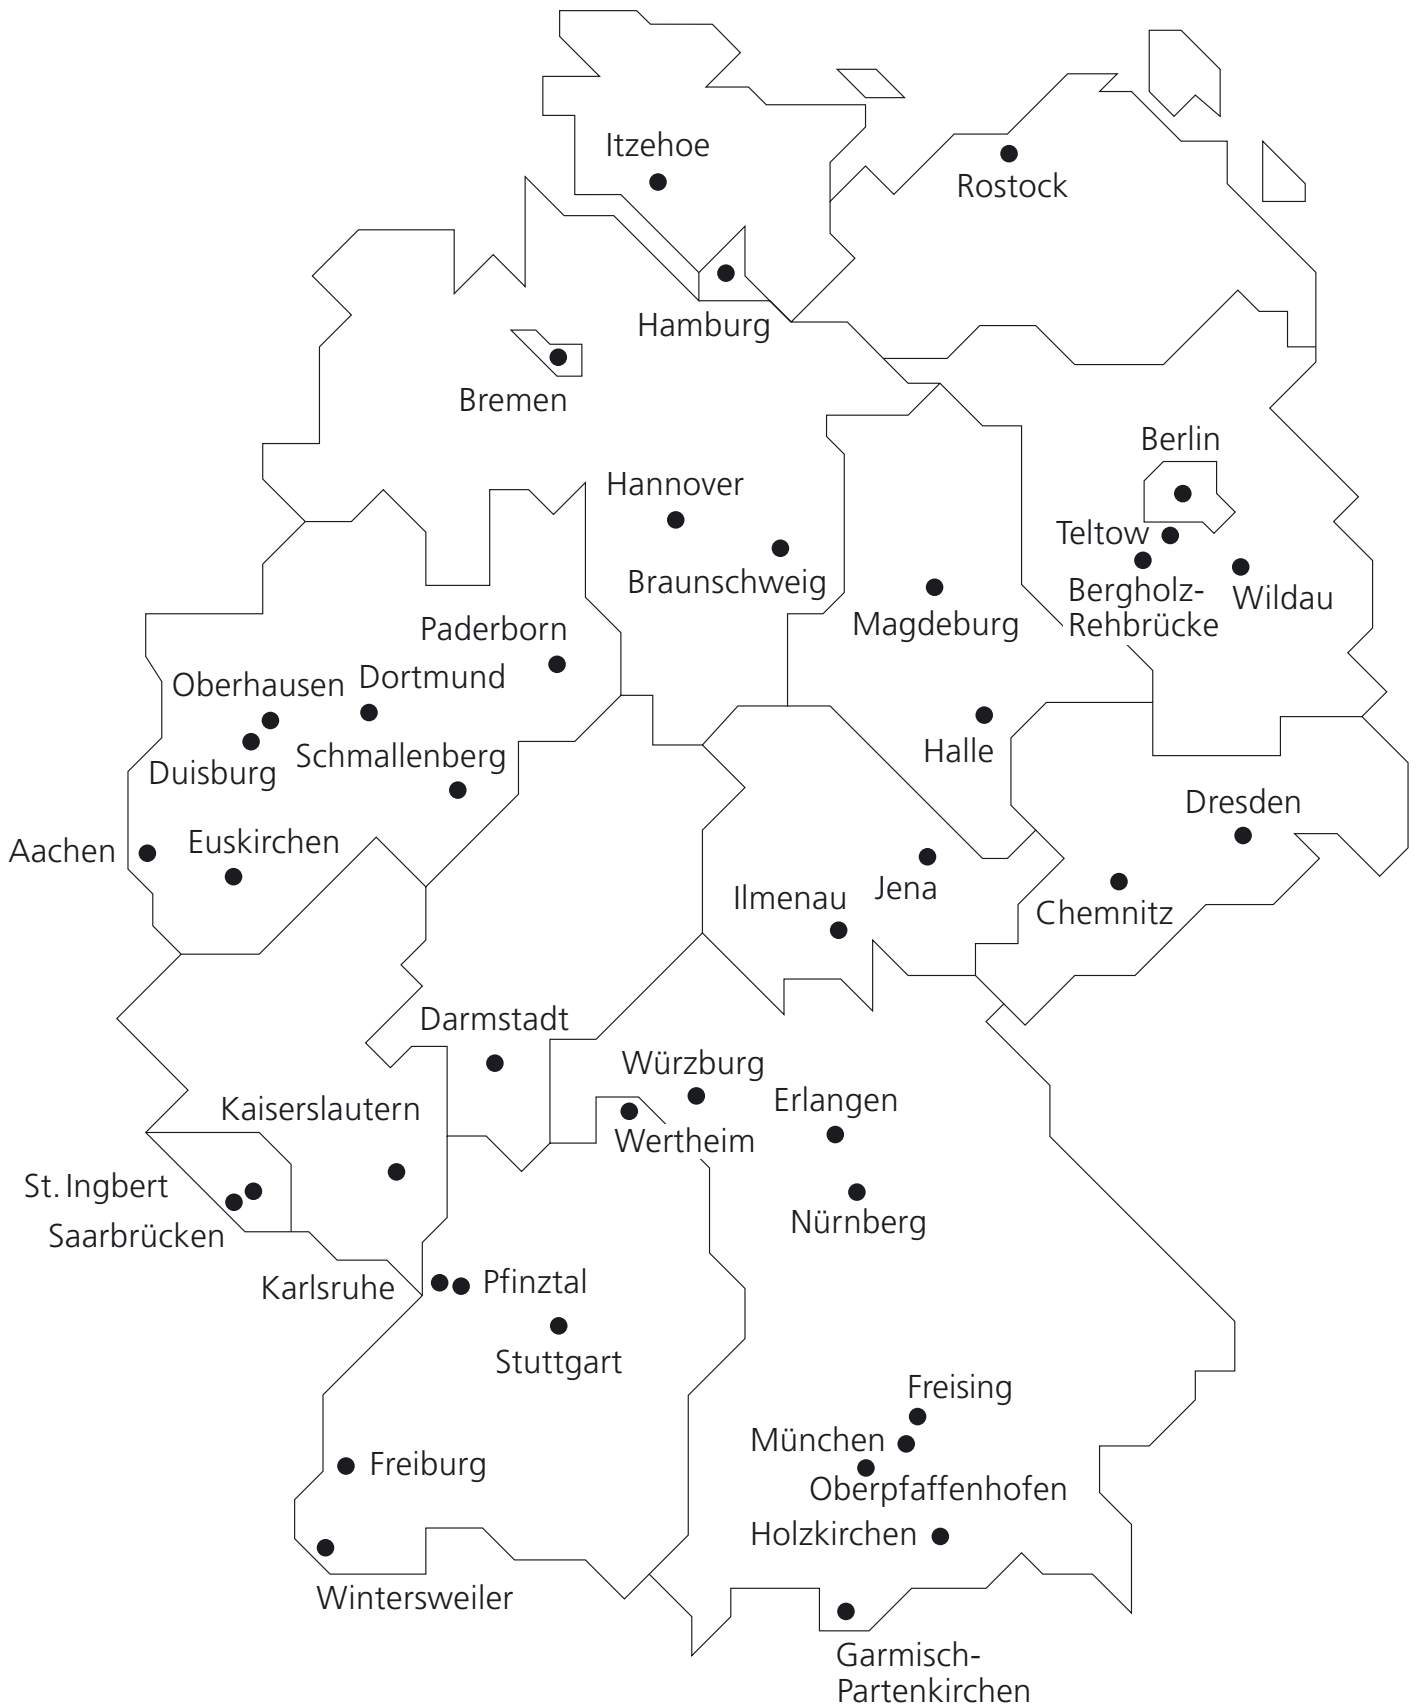 Itzehoe
Rostock
Hamburg
Bremen
Berlin
Hannover
Teltow
Braunschweig
Bergholz-
Rehbrücke
Wildau
Magdeburg
Paderborn
Oberhausen
Dortmund
Halle
Schmallenberg
Duisburg
Dresden
Aachen
Euskirchen
Jena
Ilmenau
Chemnitz
Darmstadt
Würzburg
Erlangen
Kaiserslautern
Wertheim
St. Ingbert
Saarbrücken
Nürnberg
Karlsruhe
Pfinztal
Stuttgart
Freising
München
Freiburg
Oberpfaffenhofen
Holzkirchen
Wintersweiler
Garmisch-
Partenkirchen